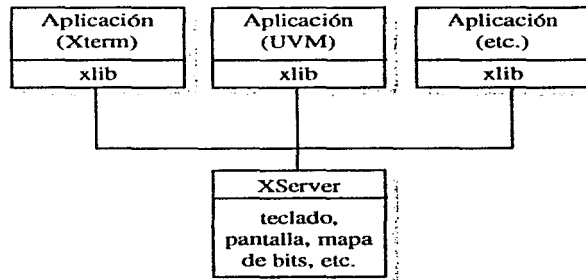 Aplicación
(Xterm)
xlib
Aplicación
(UVM)
xlib
Aplicación
(etc.)
xlib
XServer
teclado,
pantalla, mapa
de bits, etc.